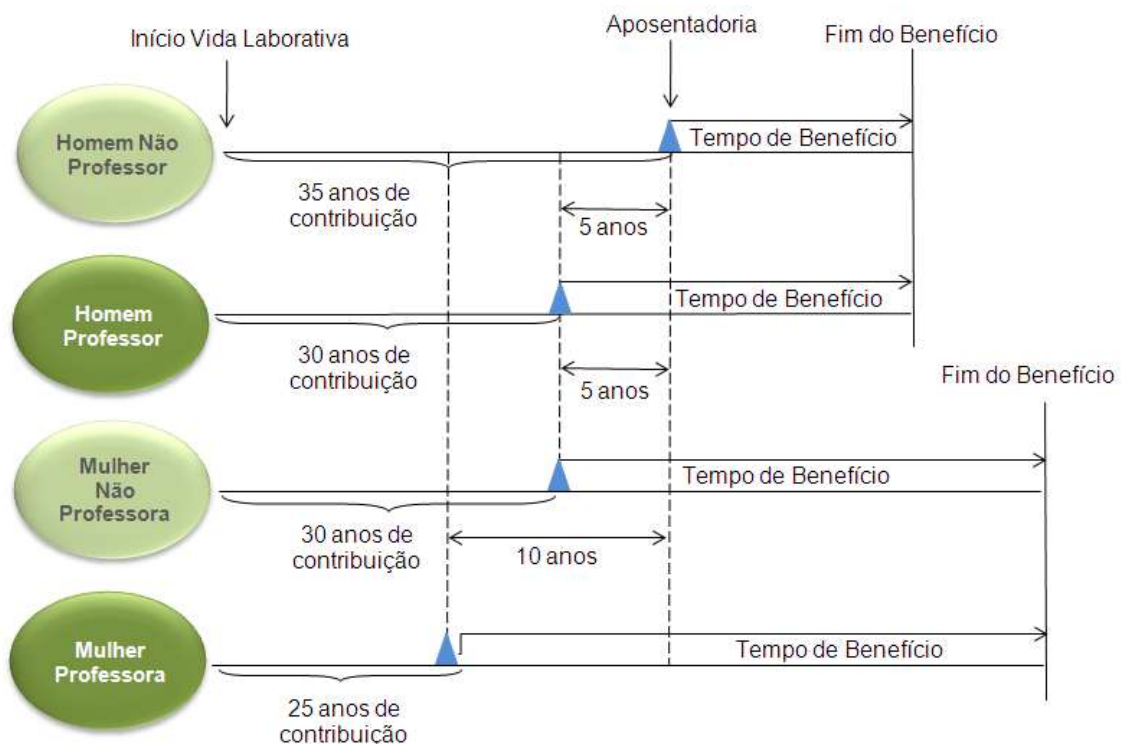 Início Vida Laborativa
Aposentadoria
Fim do Benefício
Homem Não
Professor
Tempo de Benefício
35 anos de
contribuição
5 anos
Homem
Professor
Tempo de Benefício
30 anos de
contribuição
5 anos
Fim do Benefício
Mulher
Não
Professora
Tempo de Benefício
30 anos de
contribuição
10 anos
Mulher
Professora
Tempo de Benefício
25 anos de
contribuição